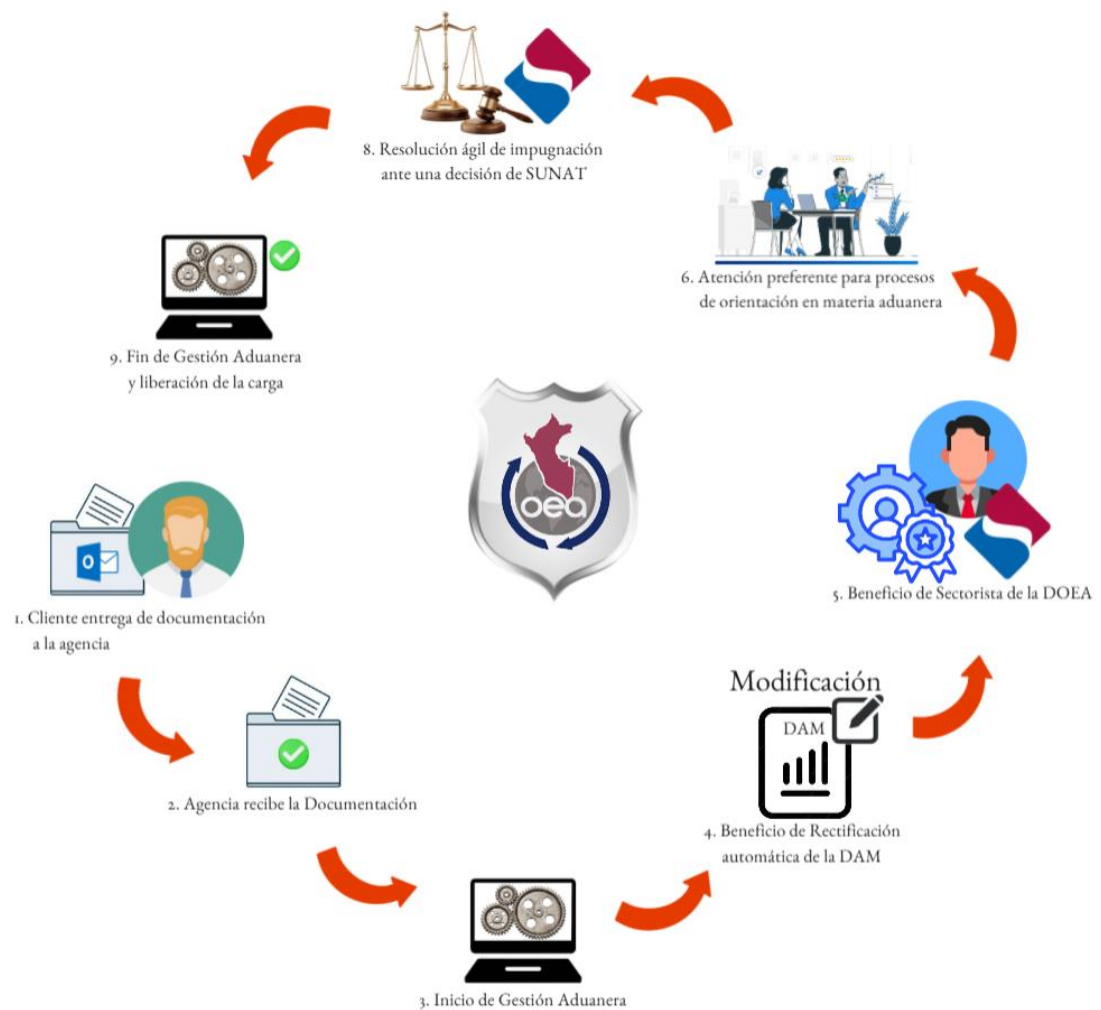 8. Resolución ágil de impugnación
ante una decisión de SUNAT
6. Atención preferente para procesos
de orientación en materia aduanera
9. Fin de Gestión Aduanera
y liberación de la carga
oea
5. Beneficio de Sectorista de la DOEA
1. Cliente entrega de documentación
a la agencia
Modificación
DAM
2. Agencia recibe la Documentación
4. Beneficio de Rectificación
automática de la DAM
3. Inicio de Gestión Aduanera